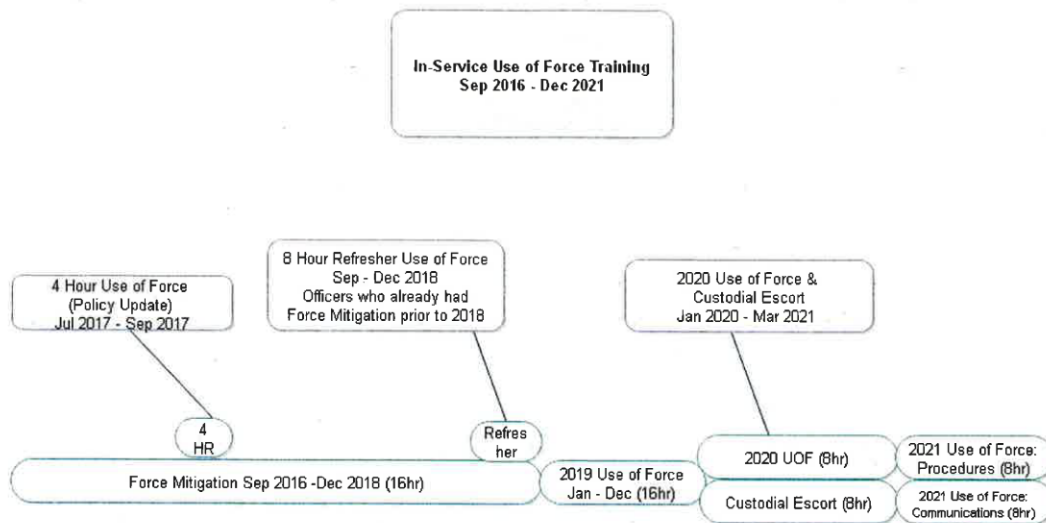 In-Service Use of Force Training
Sep 2016 - Dec 2021
4 Hour Use of Force
(Policy Update)
Jul 2017 - Sep 2017
8 Hour Refresher Use of Force
Sep - Dec 2018
Officers who already had
Force Mitigation prior to 2018
2020 Use of Force &
Custodial Escort
Jan 2020 - Mar 2021
4
HR
Refres
her
Force Mitigation Sep 2016 -Dec 2018 (16hr)
2019 Use of Force
Jan - Dec (16hr)
2020 UOF (8hr)
Custodial Escort (8hr)
2021 Use of Force:
Procedures (8hr)
2021 Use of Force:
Communications (8hr)